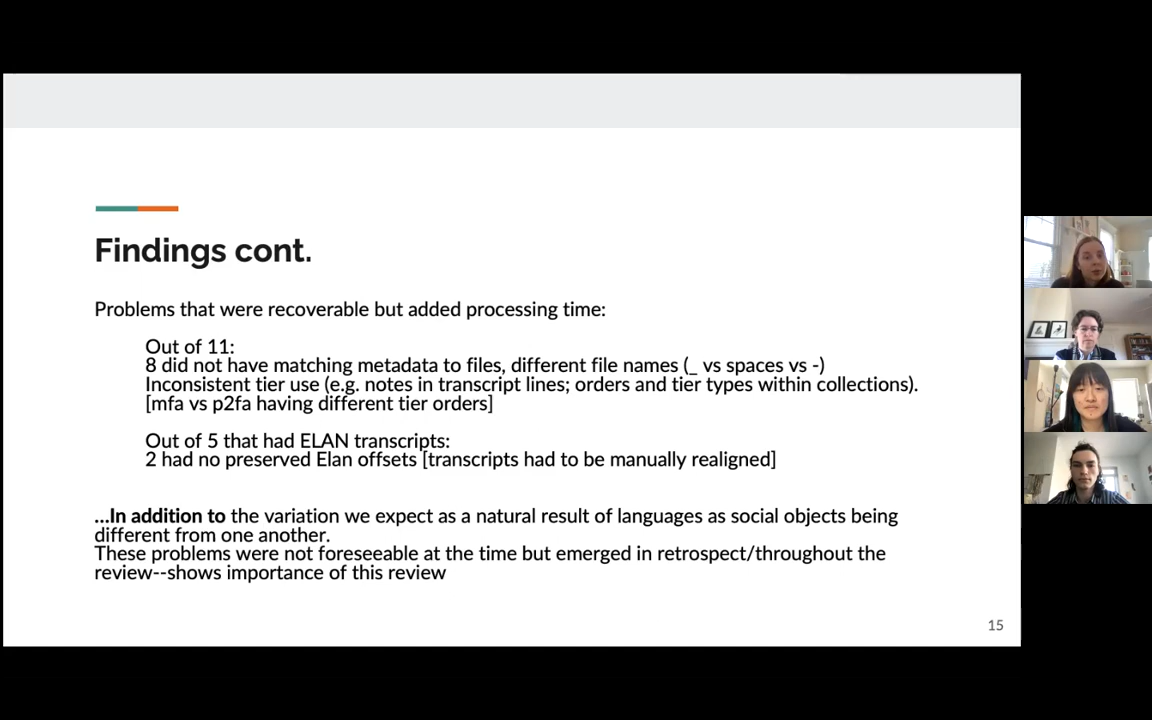 Findings cont.
Problems that were recoverable but added processing time:
Out of 11:
8 did not have matching metadata to files, different file names (_ vs spaces vs -)
Inconsistent tier use (e.g. notes in transcript lines; orders and tier types within collections).
[mfa vs p2fa having different tier orders]
Out of 5 that had ELAN transcripts:
2 had no preserved Elan offsets [transcripts had to be manually realigned]
...In addition to the variation we expect as a natural result of languages as social objects being
different from one another.
These problems were not foreseeable at the time but emerged in retrospect/throughout the
review--shows importance of this review
15